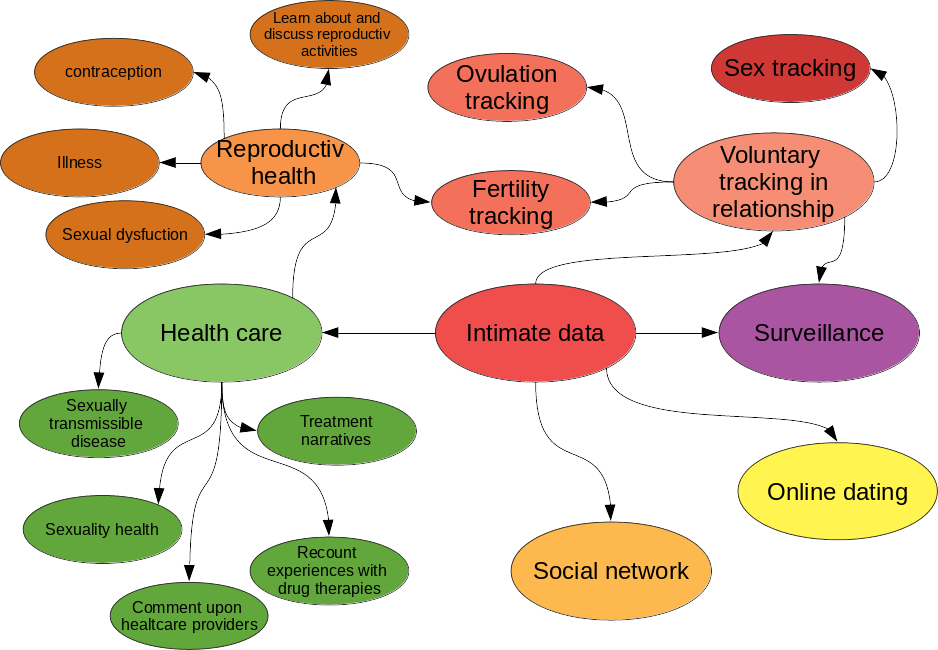 Learn about and
discuss reproductiv
activities
contraception
Ovulation
tracking
Sex tracking
Illness
Reproductiv
health
Voluntary
tracking in
relationship
Fertility
tracking
Sexual dysfuction
Health care
Intimate data
Surveillance
Sexually
transmissible
disease
Treatment
narratives
Online dating
Sexuality health
Recount
experiences with
drug therapies
Social network
Comment upon
healtcare providers